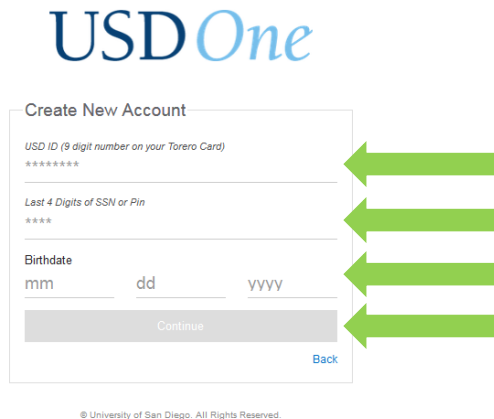 USD One
Create New Account
USD ID (9 digit number on your Torero Card)
********
Last 4 Digits of SSN or Pin
****
Birthdate
mm dd yyyy
Continue
Back
© University of San Diego. All Rights Reserved.